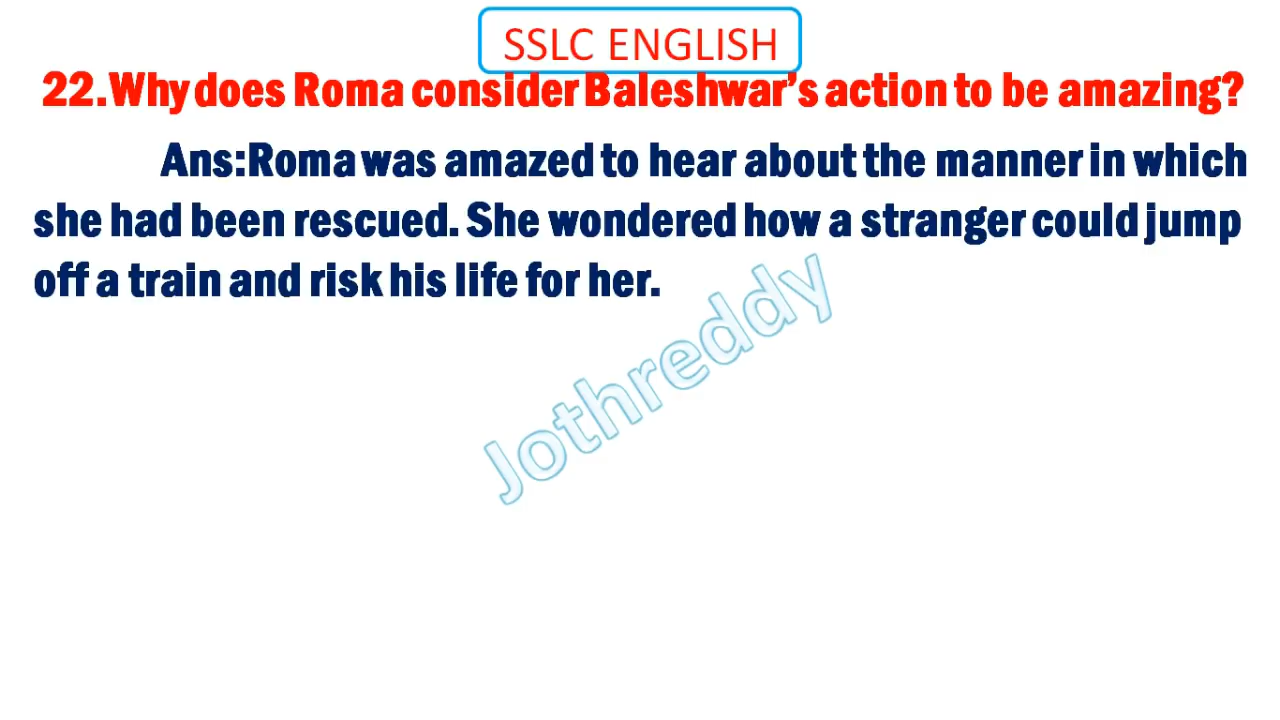 SSLC ENGLISH
22.Why does Roma consider Baleshwar’s action to be amazing?
Ans:Roma was amazed to hear about the manner in which
she had been rescued. She wondered how a stranger could jump
off a train and risk his life for her.
Jothreddy